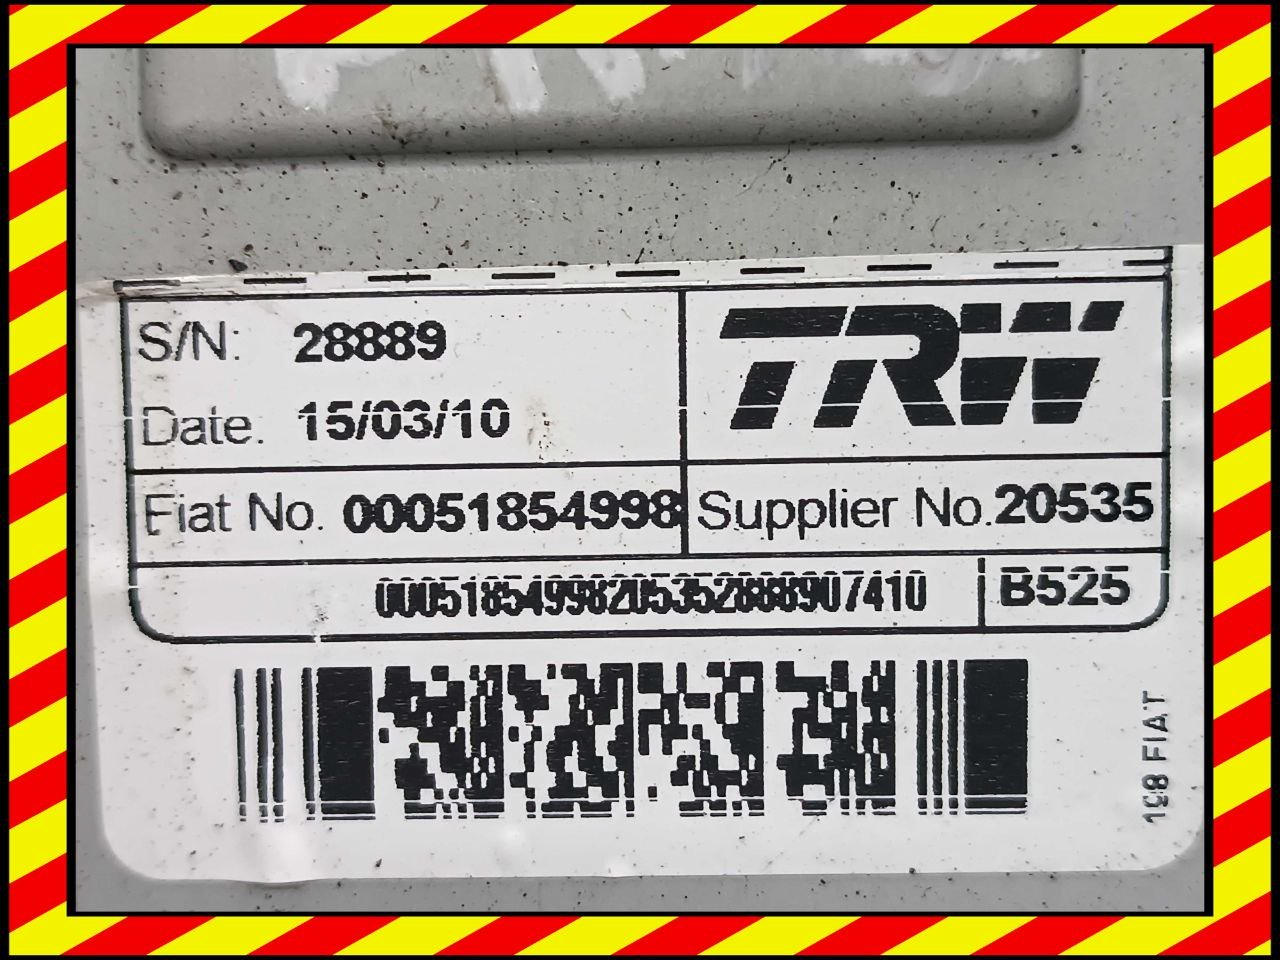 S/N: 28889
TRW
Date: 15/03/10
Fiat No. 00051854998
Supplier No. 20535
00051854998205352888907410
B525
198 FIAT